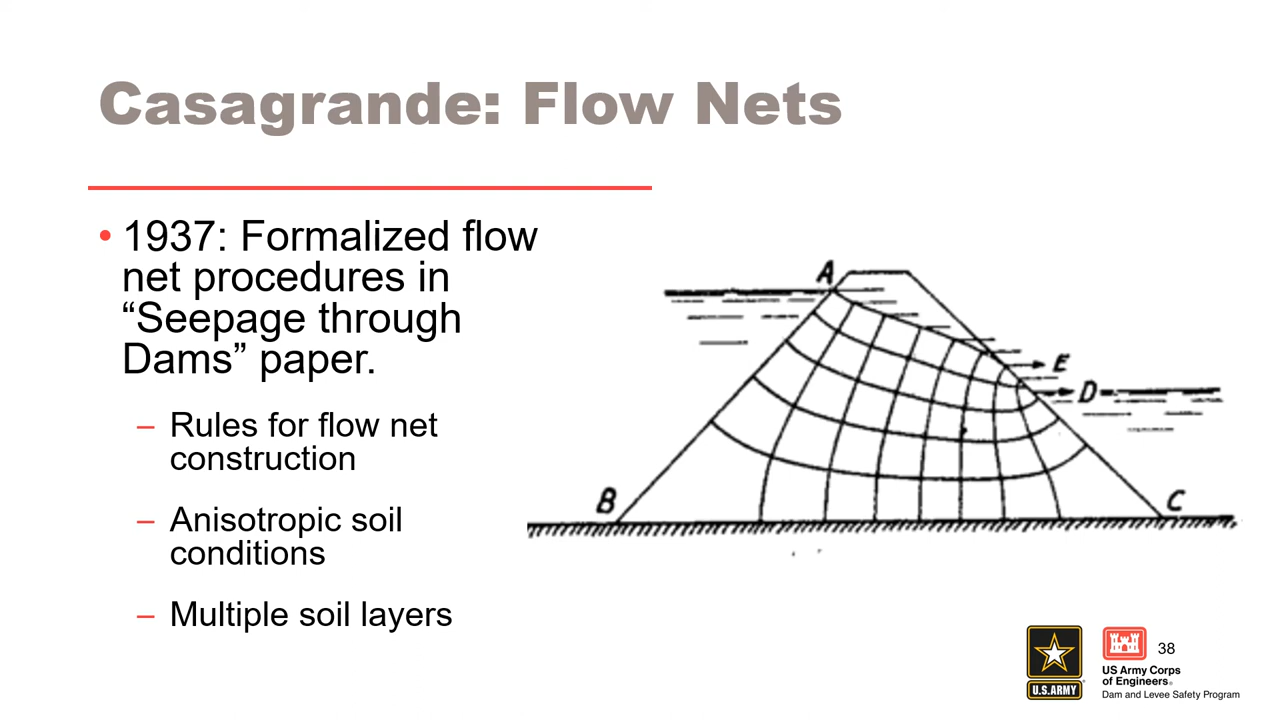 Casagrande: Flow Nets
• 1937: Formalized flow
net procedures in
“Seepage through
Dams” paper.
– Rules for flow net
construction
– Anisotropic soil
conditions
– Multiple soil layers
A
E
D
B
C
U.S.ARMY
US Army Corps
of Engineers®
Dam and Levee Safety Program
38